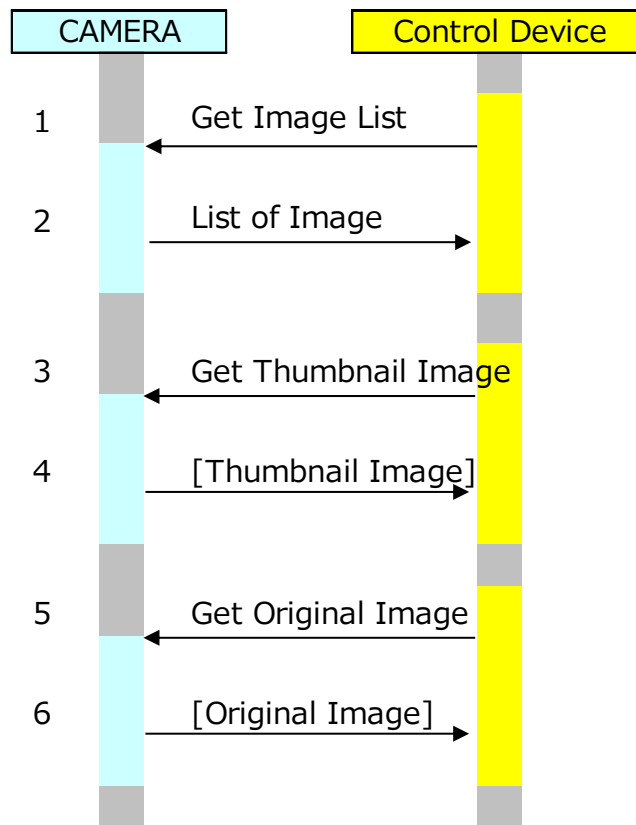 CAMERA Control Device
1 Get Image List
2 List of Image
3 Get Thumbnail Image
4 [Thumbnail Image]
5 Get Original Image
6 [Original Image]